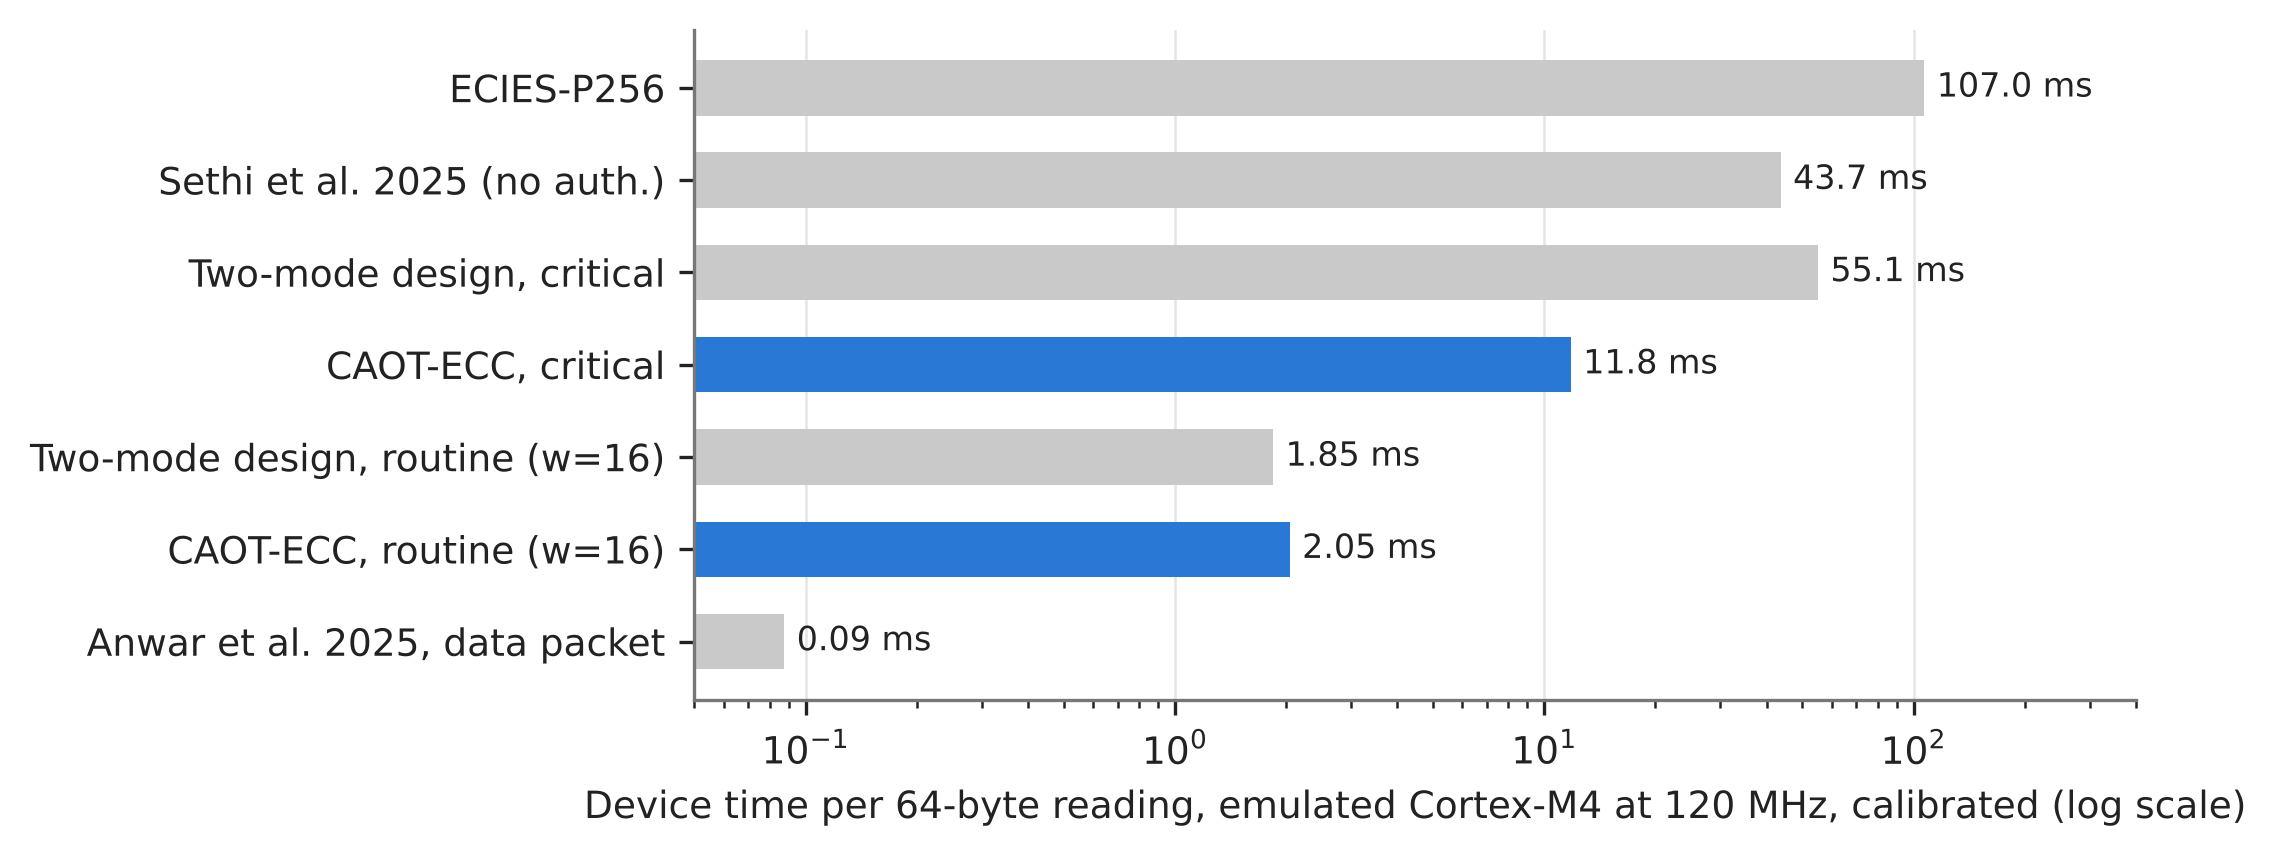 ECIES-P256
107.0 ms
Sethi et al. 2025 (no auth.)
43.7 ms
Two-mode design, critical
55.1 ms
CAOT-ECC, critical
11.8 ms
Two-mode design, routine (w=16)
1.85 ms
CAOT-ECC, routine (w=16)
2.05 ms
Anwar et al. 2025, data packet
0.09 ms
10⁻¹ 10⁰ 10¹ 10²
Device time per 64-byte reading, emulated Cortex-M4 at 120 MHz, calibrated (log scale)